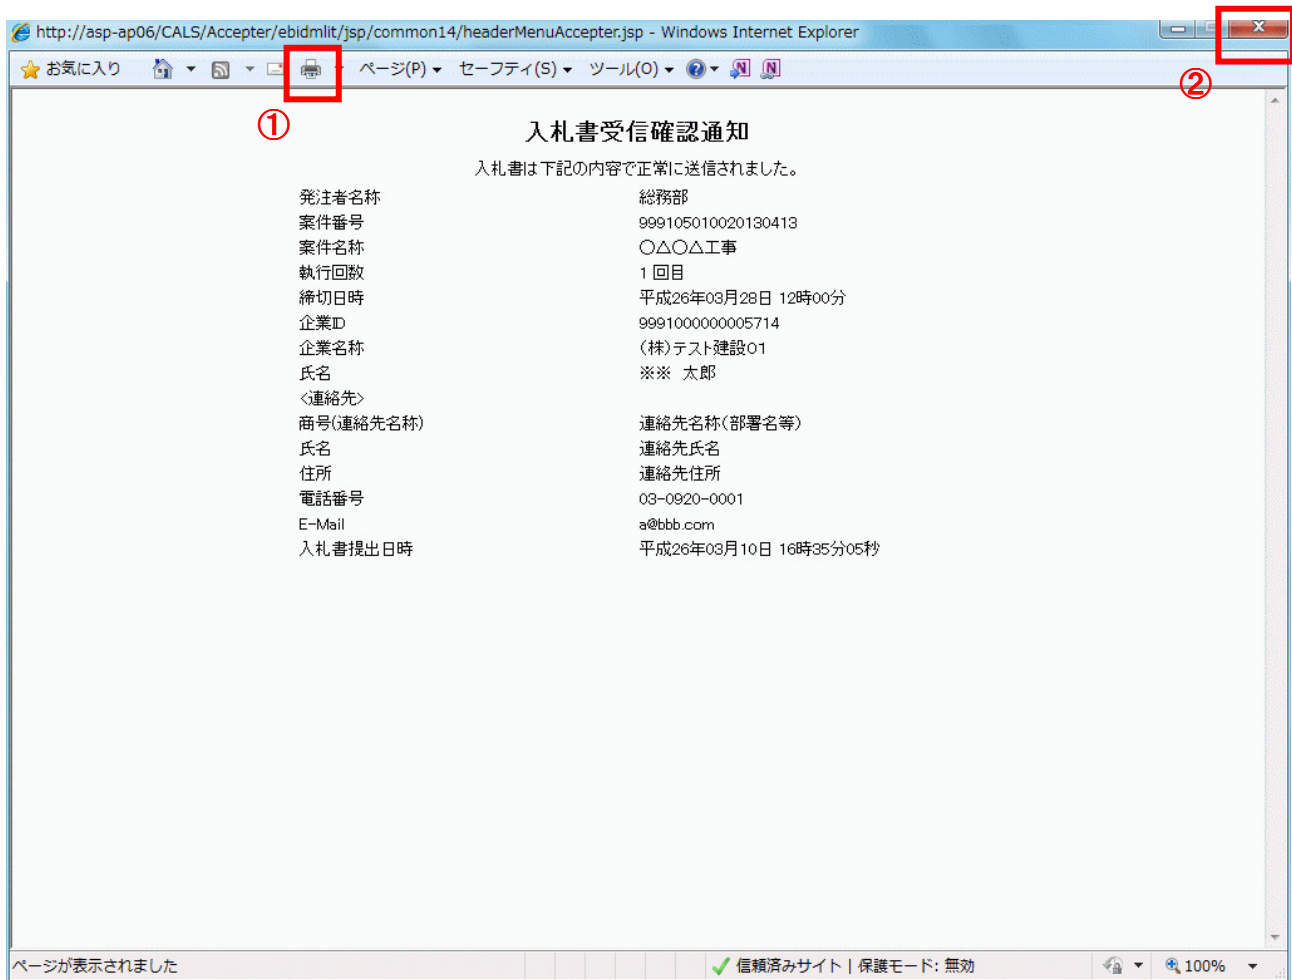 http://asp-ap06/CALS/Accepter/ebidmlit/jsp/common14/headerMenuAccepter.jsp - Windows Internet Explorer
お気に入り ページ(P) セーフティ(S) ツール(O)
①
②
入札書受信確認通知
入札書は下記の内容で正常に送信されました。
発注者名称 総務部
案件番号 999105010020130413
案件名称 〇△〇△工事
執行回数 1 回目
締切日時 平成26年03月28日 12時00分
企業ID 9991000000005714
企業名称 (株)テスト建設01
氏名 ※※ 太郎
<連絡先>
商号(連絡先名称) 連絡先名称(部署名等)
氏名 連絡先氏名
住所 連絡先住所
電話番号 03-0920-0001
E-Mail a@bbb.com
入札書提出日時 平成26年03月10日 16時35分05秒
ページが表示されました 信頼済みサイト | 保護モード: 無効 100%